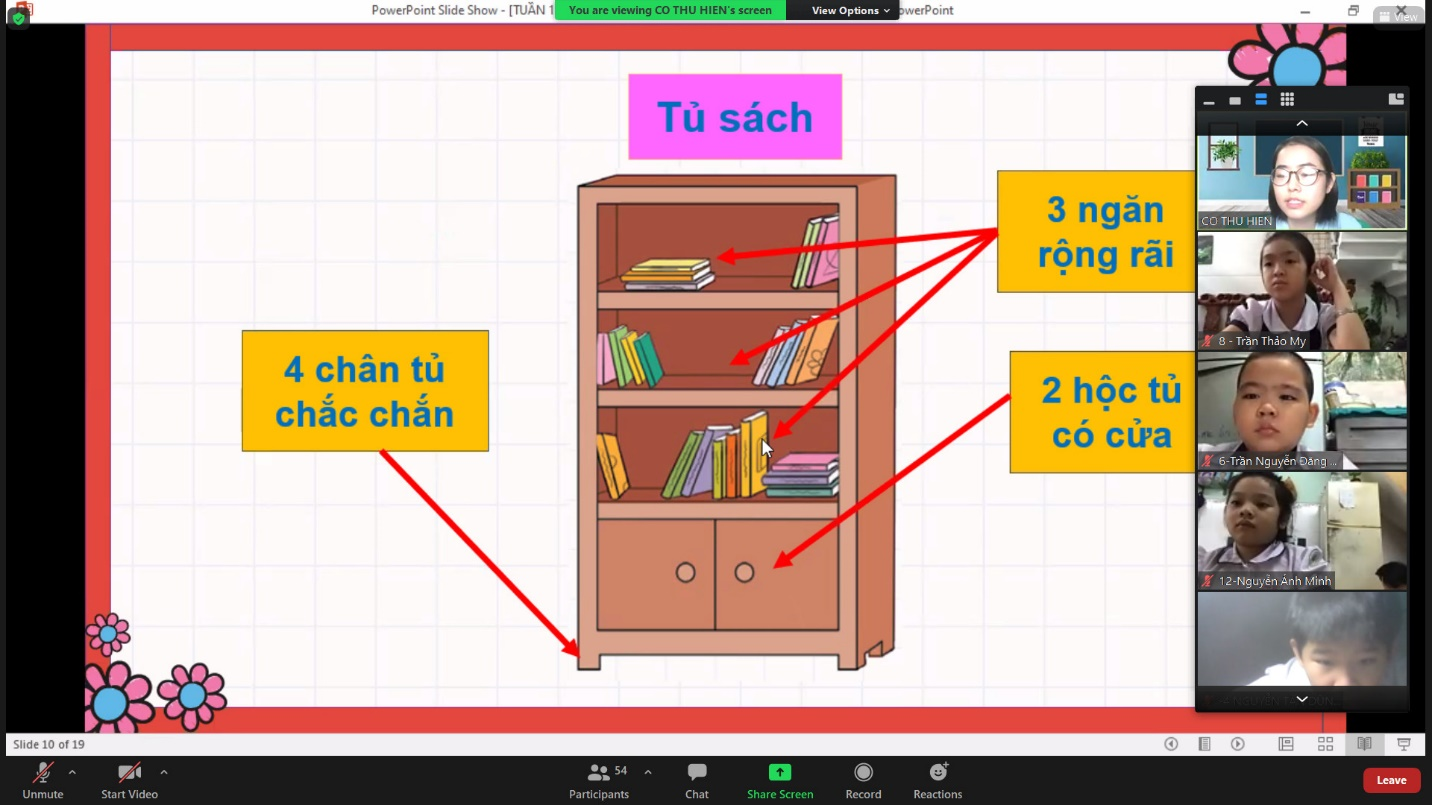 PowerPoint Slide Show - [TUẦN 1
You are viewing CO THU HIEN's screen
View Options
owerPoint
View
Tủ sách
3 ngăn
rộng rãi
4 chân tủ
chắc chắn
2 hộc tủ
có cửa
CO THU HIEN
8 - Trần Thảo My
6-Trần Nguyễn Đăng ...
12-Nguyễn Ánh Minh
Slide 10 of 19
Unmute
Start Video
54
Participants
Chat
Share Screen
Record
Reactions
Leave